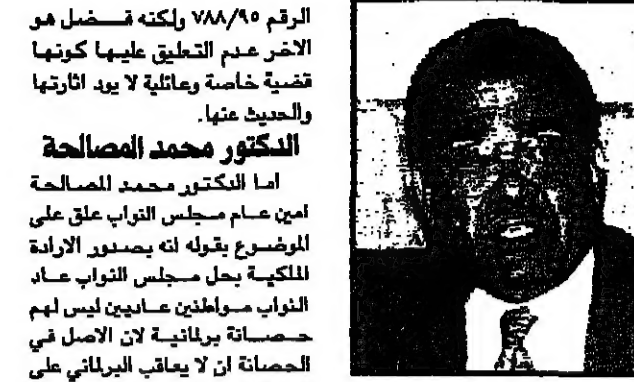 الرقم ٧٨٨/٩٥ ولكنه فضل هو
الاخر عدم التعليق عليها كونها
قضية خاصة وعائلية لا يود اثارتها
والحديث عنها.
الدكتور محمد المصالحة
اما الدكتور محمد المصالحة
امين عام مجلس النواب علق على
الموضوع بقوله انه بصدور الارادة
الملكية بحل مجلس النواب عاد
النواب مواطنين عاديين ليس لهم
حصانة برلمانية لان الاصل في
الحصانة ان لا يعاقب البرلماني على